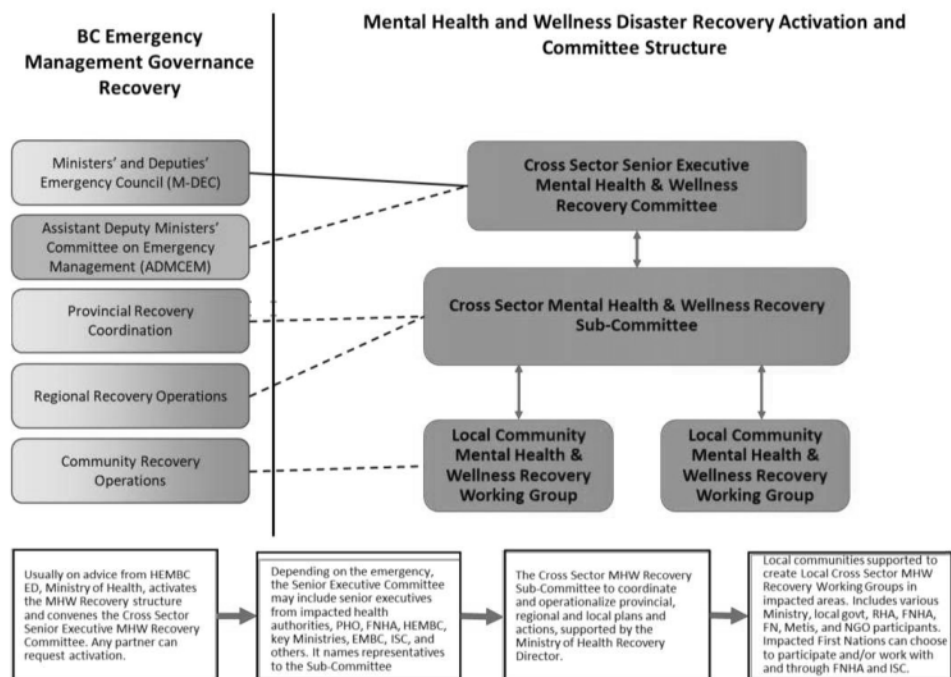 BC Emergency
Management Governance
Recovery
Mental Health and Wellness Disaster Recovery Activation and
Committee Structure
Ministers’ and Deputies’
Emergency Council (M-DEC)
Assistant Deputy Ministers’
Committee on Emergency
Management (ADMCEM)
Provincial Recovery
Coordination
Regional Recovery Operations
Community Recovery
Operations
Cross Sector Senior Executive
Mental Health & Wellness
Recovery Committee
Cross Sector Mental Health & Wellness Recovery
Sub-Committee
Local Community
Mental Health &
Wellness Recovery
Working Group
Local Community
Mental Health &
Wellness Recovery
Working Group
Usually on advice from HEMBC
ED, Ministry of Health, activates
the MHW Recovery structure
and convenes the Cross Sector
Senior Executive MHW Recovery
Committee. Any partner can
request activation.
Depending on the emergency,
the Senior Executive Committee
may include senior executives
from impacted health
authorities, PHO, FNHA, HEMBC,
key Ministries, EMBC, ISC, and
others. It names representatives
to the Sub-Committee
The Cross Sector MHW Recovery
Sub-Committee to coordinate
and operationalize provincial,
regional and local plans and
actions, supported by the
Ministry of Health Recovery
Director.
Local communities supported to
create Local Cross Sector MHW
Recovery Working Groups in
impacted areas. Includes various
Ministry, local govt, RHA, FNHA,
FN, Metis, and NGO participants.
Impacted First Nations can choose
to participate and/or work with
and through FNHA and ISC.